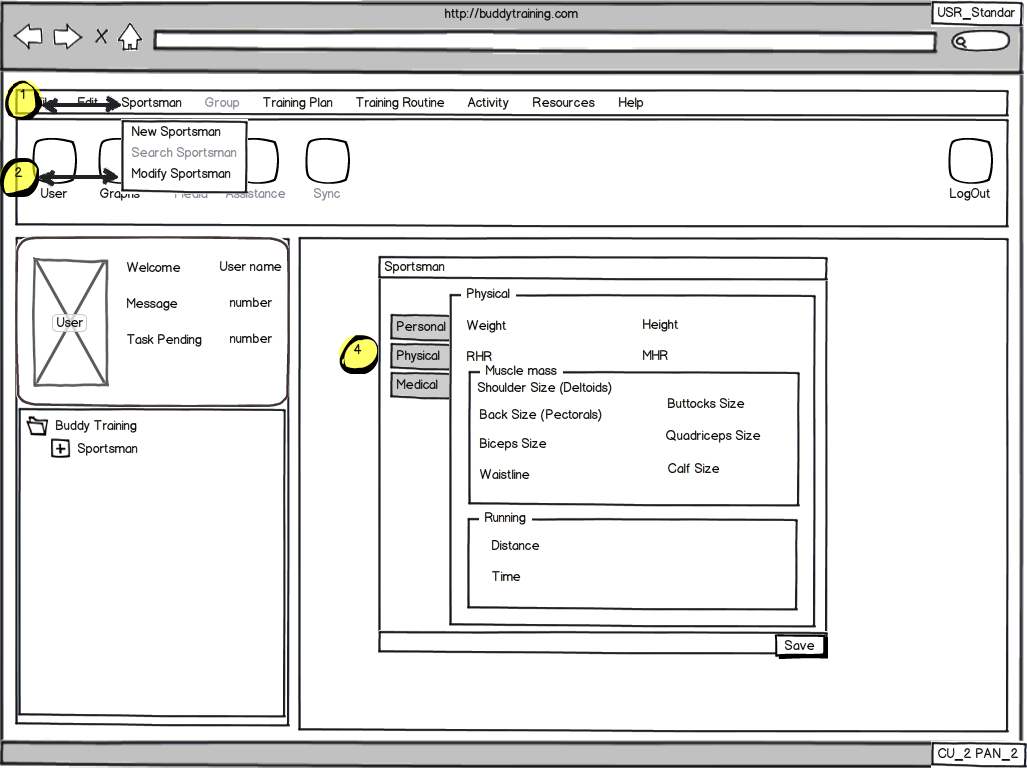 http://buddytraining.com
USR_Standar
1
Edit Sportsman Group Training Plan Training Routine Activity Resources Help
New Sportsman
Search Sportsman
Modify Sportsman
2
User Graphs Media Assistance Sync LogOut
Welcome User name
Message number
Task Pending number
User
Buddy Training
Sportsman
Sportsman
Physical
4
Personal
Physical
Medical
Weight Height
RHR MHR
Muscle mass
Shoulder Size (Deltoids)
Back Size (Pectorals)
Biceps Size
Waistline
Buttocks Size
Quadriceps Size
Calf Size
Running
Distance
Time
Save
CU_2 PAN_2